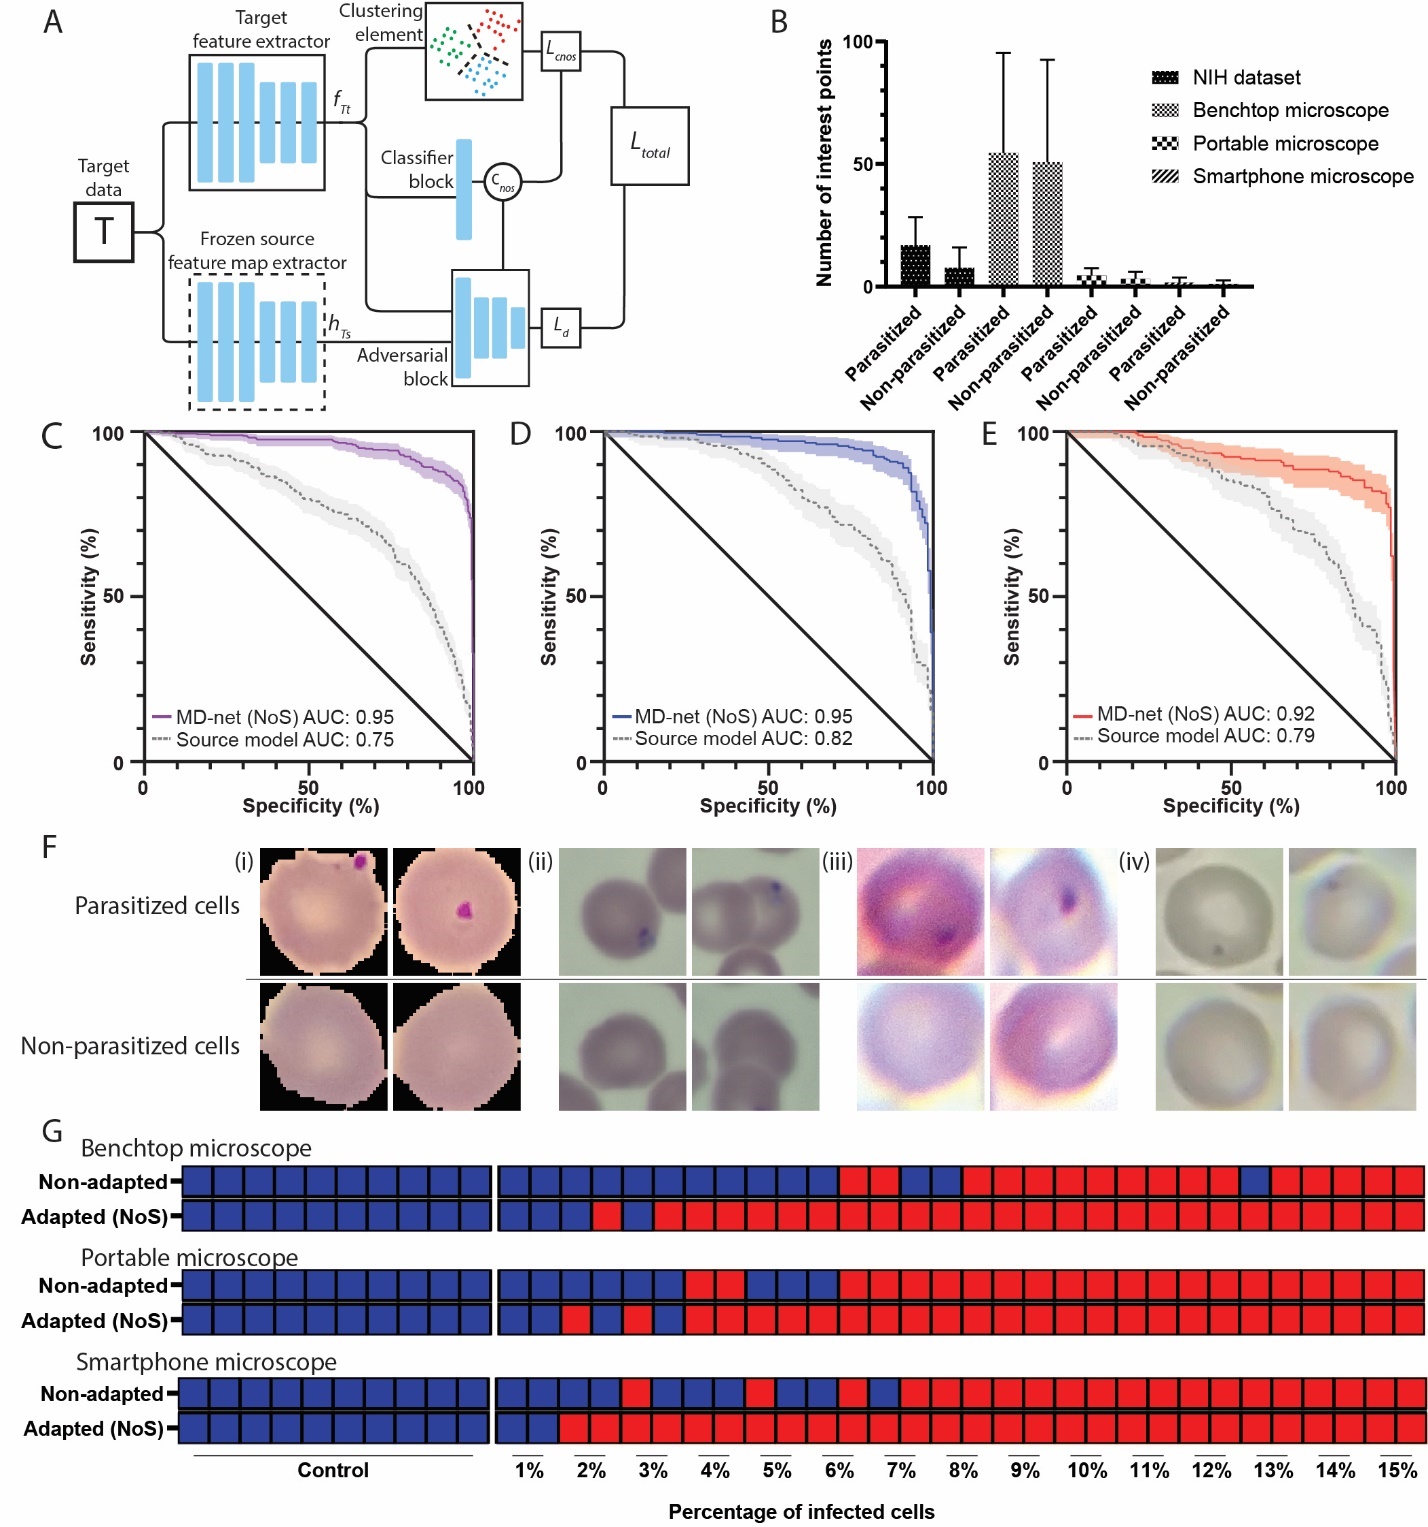 A
Target
feature extractor
Clustering
element
L cnos
f Tt
Target
data
T
Classifier
block
C nos
L total
Frozen source
feature map extractor
h Ts
Adversarial
block
L d
B
Number of interest points
100
50
0
NIH dataset
Benchtop microscope
Portable microscope
Smartphone microscope
Parasitized
Non-parasitized
Parasitized
Non-parasitized
Parasitized
Non-parasitized
Parasitized
Non-parasitized
C
Sensitivity (%)
100
50
0
MD-net (NoS) AUC: 0.95
Source model AUC: 0.75
0 50 100
Specificity (%)
D
Sensitivity (%)
100
50
0
MD-net (NoS) AUC: 0.95
Source model AUC: 0.82
0 50 100
Specificity (%)
E
Sensitivity (%)
100
50
0
MD-net (NoS) AUC: 0.92
Source model AUC: 0.79
0 50 100
Specificity (%)
F
(i) (ii) (iii) (iv)
Parasitized cells
Non-parasitized cells
G
Benchtop microscope
Non-adapted
Adapted (NoS)
Portable microscope
Non-adapted
Adapted (NoS)
Smartphone microscope
Non-adapted
Adapted (NoS)
Control 1% 2% 3% 4% 5% 6% 7% 8% 9% 10% 11% 12% 13% 14% 15%
Percentage of infected cells